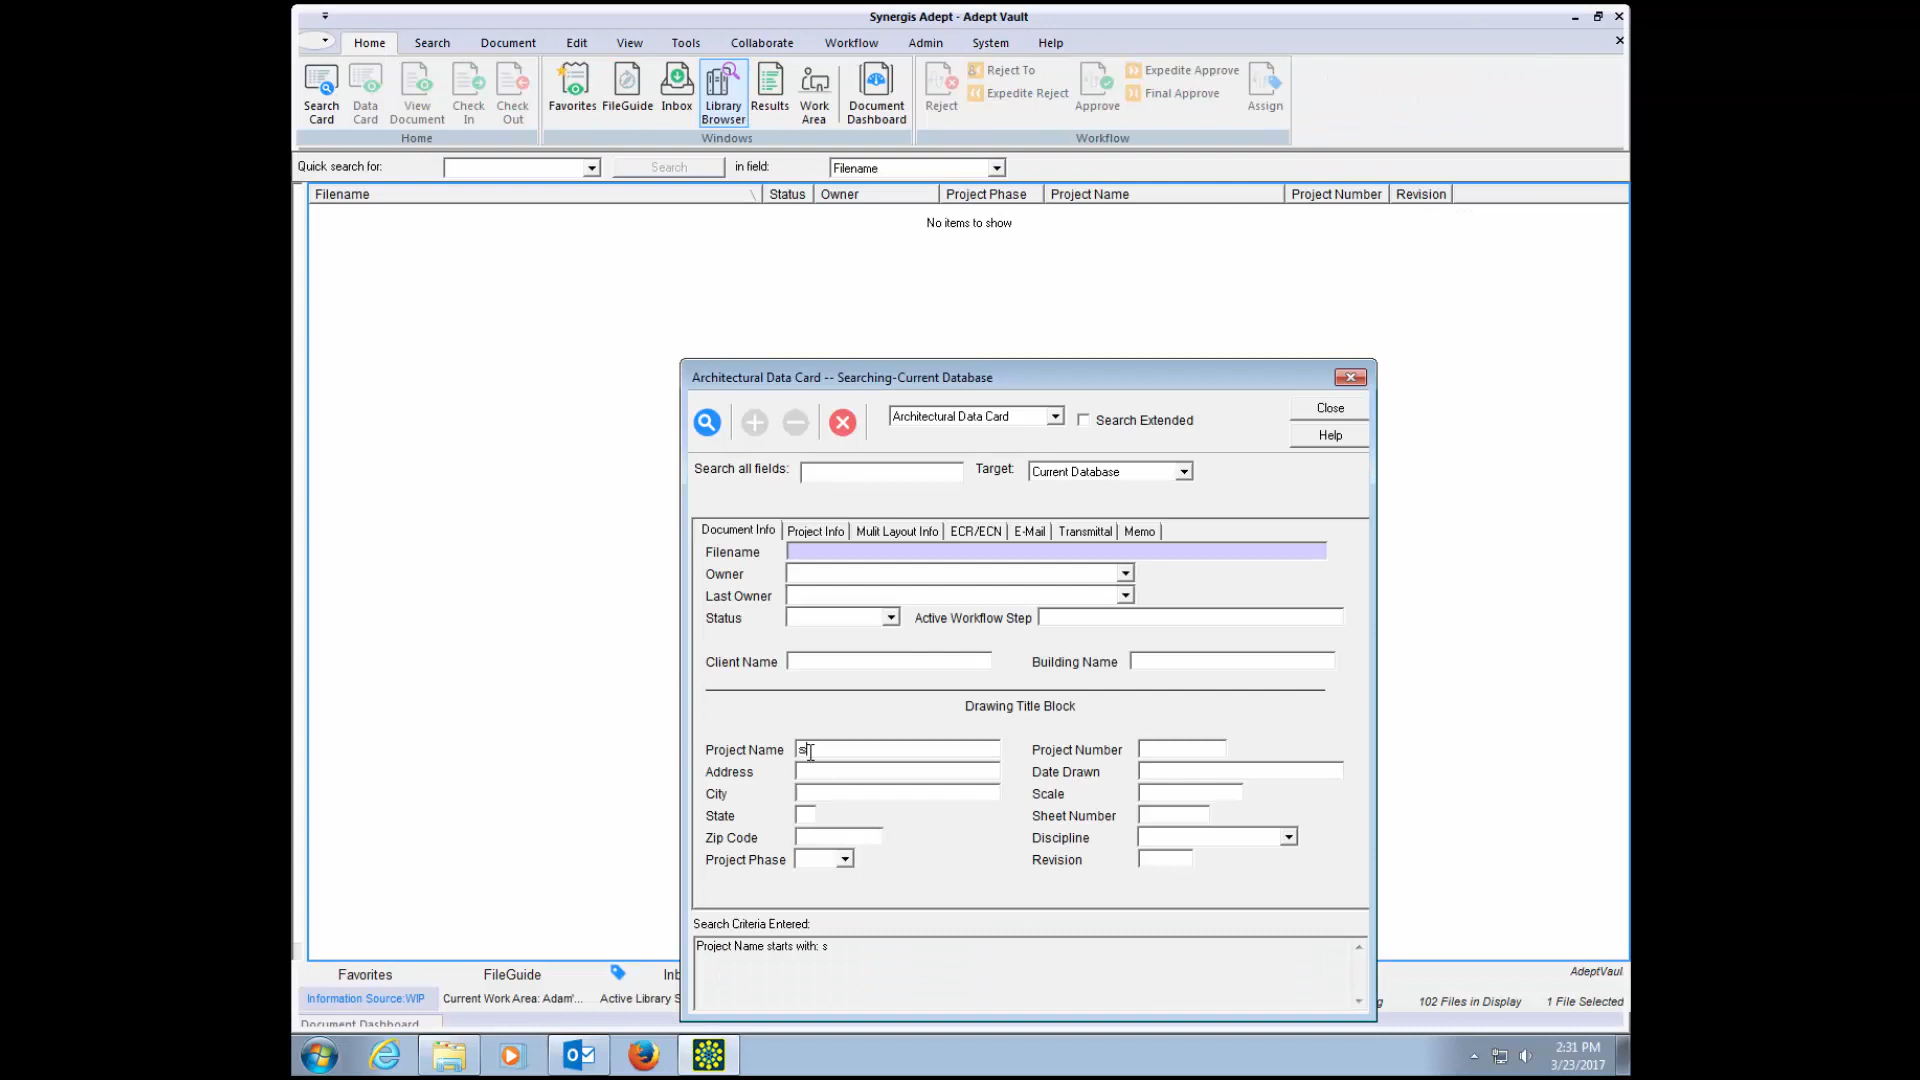 Synergis Adept - Adept Vault
Home Search Document Edit View Tools Collaborate Workflow Admin System Help
Search Card
Data Card
View Document
Check In
Check Out
Home
Favorites
FileGuide
Inbox
Library Browser
Results
Work Area
Document Dashboard
Windows
Reject
Reject To
Expedite Reject
Approve
Expedite Approve
Final Approve
Assign
Workflow
Quick search for: Search in field: Filename
Filename Status Owner Project Phase Project Name Project Number Revision
No items to show
Architectural Data Card -- Searching-Current Database
Architectural Data Card Search Extended
Close
Help
Search all fields: Target: Current Database
Document Info Project Info Mulit Layout Info ECR/ECN E-Mail Transmittal Memo
Filename
Owner
Last Owner
Status Active Workflow Step
Client Name Building Name
Drawing Title Block
Project Name s Project Number
Address Date Drawn
City Scale
State Sheet Number
Zip Code Discipline
Project Phase Revision
Search Criteria Entered:
Project Name starts with: s
Favorites FileGuide Inb
AdeptVaul
Information Source:WIP Current Work Area: Adam'... Active Library S
g 102 Files in Display 1 File Selected
Document Dashboard
2:31 PM
3/23/2017